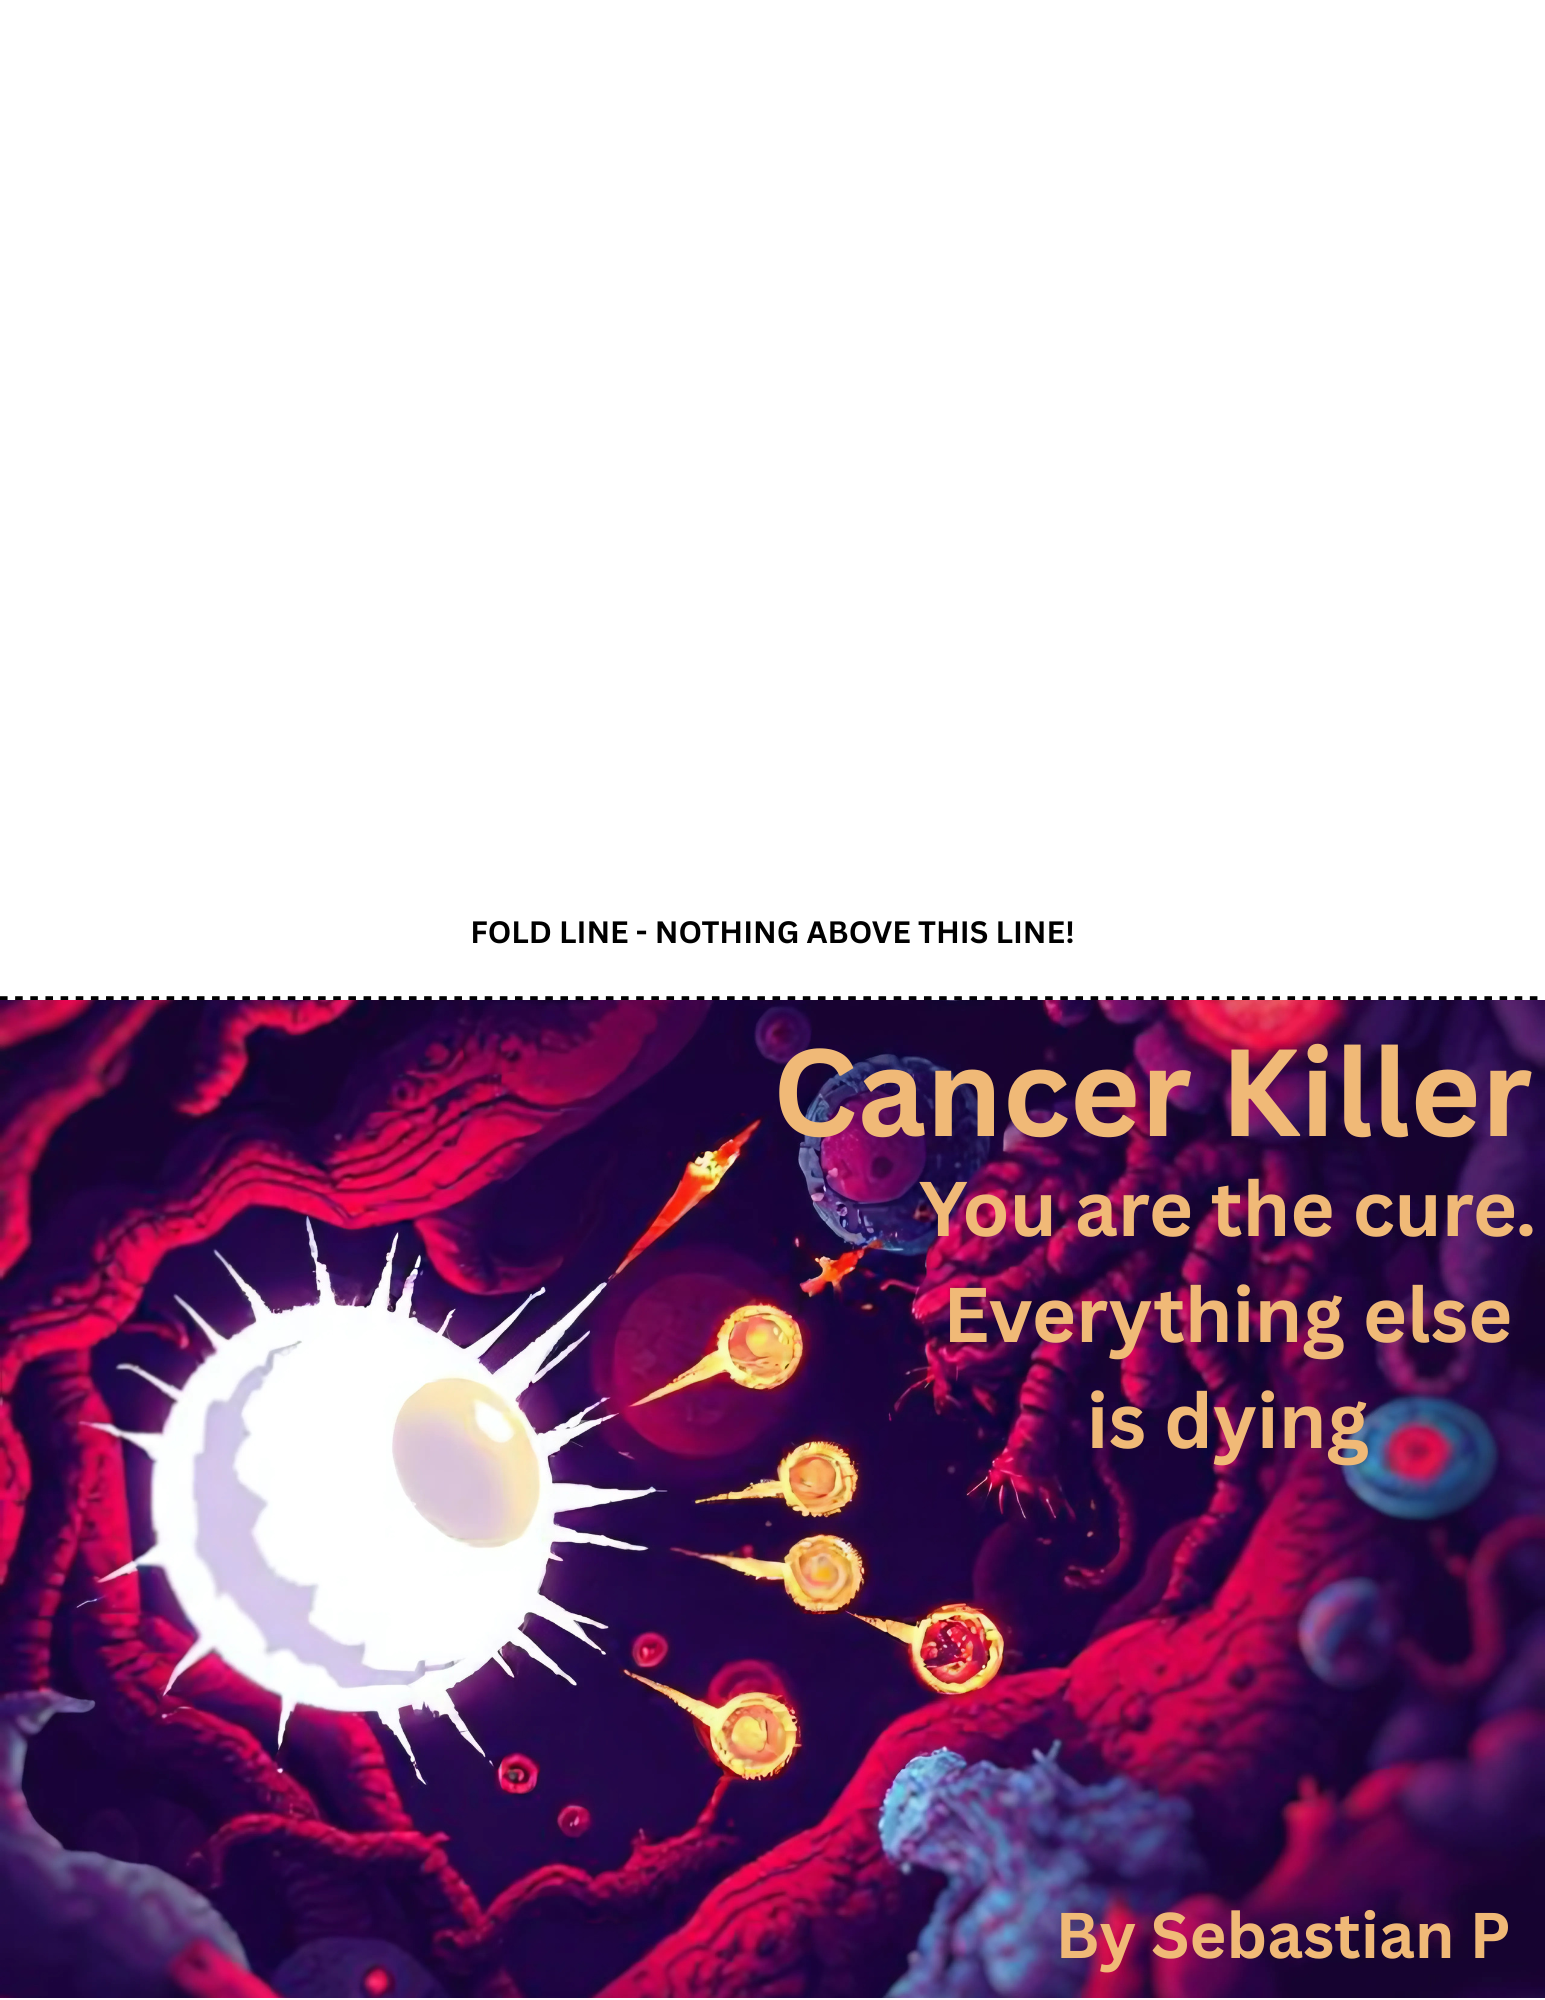 FOLD LINE - NOTHING ABOVE THIS LINE!
Cancer Killer
You are the cure.
Everything else
is dying
By Sebastian P